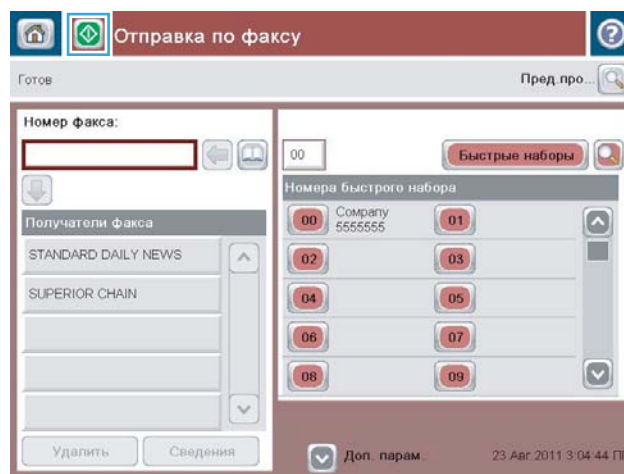 Отправка по факсу
Готов
Пред.про...
Номер факса:
00
Быстрые наборы
Номера быстрого набора
Получатели факса
STANDARD DAILY NEWS
SUPERIOR CHAIN
00 Company 5555555 01
02 03
04 05
06 07
08 09
Удалить Сведения
Доп. парам.
23 Авг 2011 3:04:44